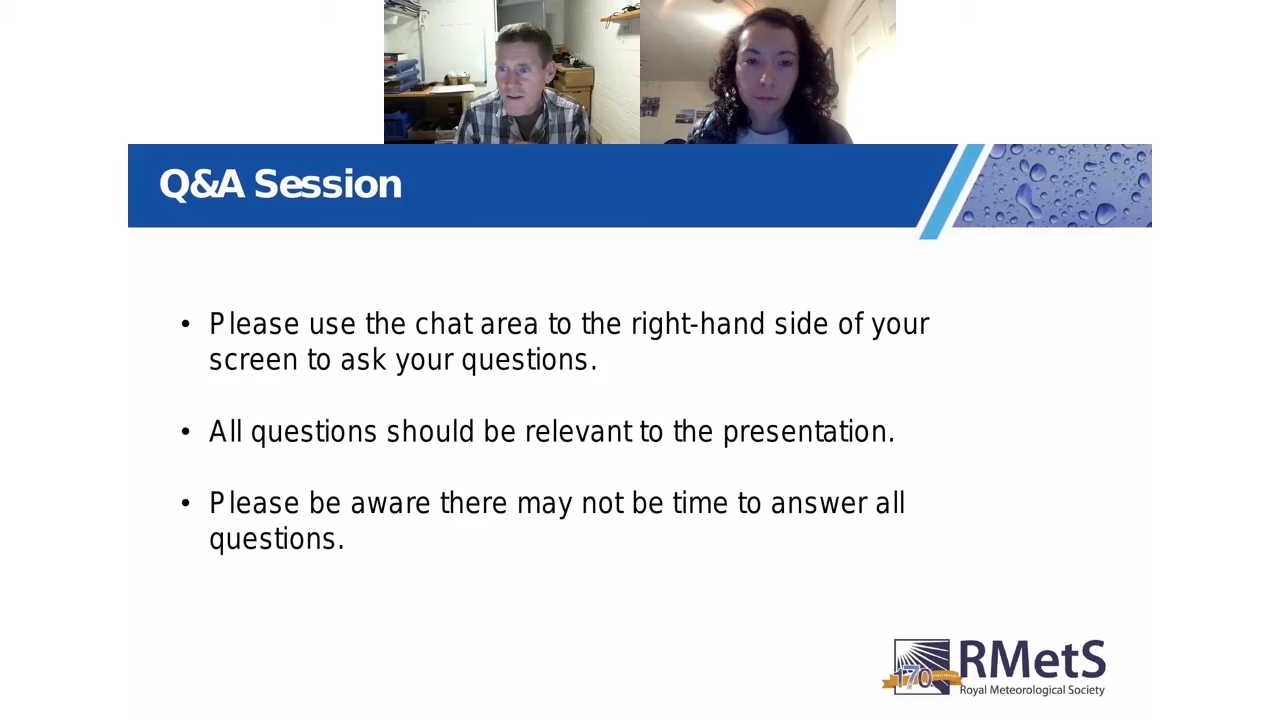 Q&A Session
• Please use the chat area to the right-hand side of your
screen to ask your questions.
• All questions should be relevant to the presentation.
• Please be aware there may not be time to answer all
questions.
170
RMetS
Royal Meteorological Society